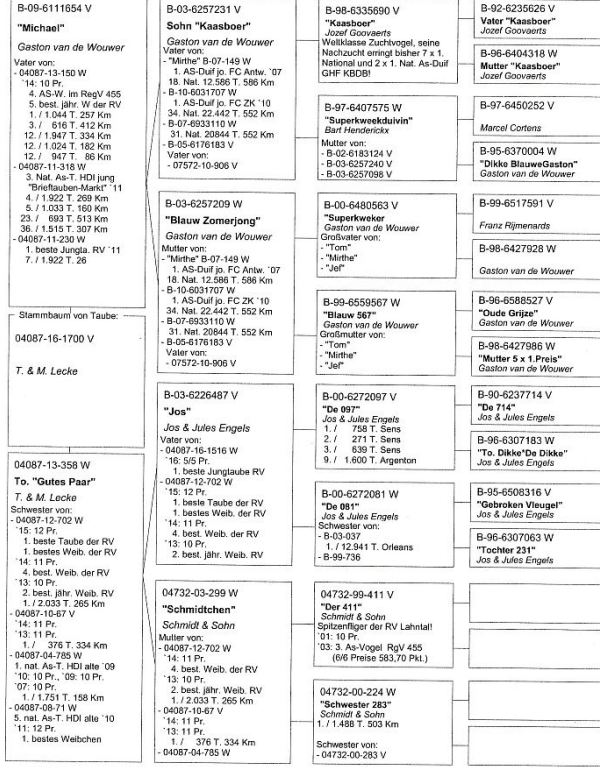 B-09-6111654 V
"Michael"
Gaston van de Wouwer
Vater von:
- 04087-13-150 W
`14: 10 Pr.
4. AS-W. im RegV 455
5. best. jähr. W der RV
1. / 1.044 T. 257 Km
3. / 616 T. 412 Km
12. / 1.947 T. 334 Km
12. / 1.024 T. 182 Km
12. / 947 T. 86 Km
- 04087-11-318 W
3. Nat. As-T. HDI jung
"Brieftauben-Markt" `11
4. / 1.922 T. 269 Km
5. / 1.033 T. 160 Km
23. / 693 T. 513 Km
36. / 1.515 T. 307 Km
- 04087-11-230 W
1. beste Jungta. RV `11
7. / 1.922 T. 26
Stammbaum von Taube:
04087-16-1700 V
T. & M. Lecke
04087-13-358 W
To. "Gutes Paar"
T. & M. Lecke
Schwester von:
- 04087-12-702 W
`15: 12 Pr.
1. beste Taube der RV
1. bestes Weib. der RV
`14: 11 Pr.
4. best. Weib. der RV
`13: 10 Pr.
2. best. jähr. Weib. der RV
1. / 2.033 T. 265 Km
- 04087-10-67 V
`14: 11 Pr.
`13: 11 Pr.
1. / 376 T. 334 Km
- 04087-04-785 W
1. nat. As-T. HDI alte `09
`10: 10 Pr., `09: 10 Pr.
`07: 10 Pr.
1. / 1.751 T. 158 Km
- 04087-08-71 W
5. nat. As-T. HDI alte `10
`11: 12 Pr.
1. bestes Weibchen
B-03-6257231 V
Sohn "Kaasboer"
Gaston van de Wouwer
Vater von:
- "Mirthe" B-07-149 W
1. AS-Duif jo. FC Antw. `07
18. Nat. 12.586 T. 586 Km
- B-10-6031707 W
1. AS-Duif jo. FC ZK `10
34. Nat. 22.442 T. 552 Km
- B-07-6933110 W
31. Nat. 20844 T. 552 Km
- B-05-6176183 V
Vater von:
- 07572-10-906 V
B-03-6257209 W
"Blauw Zomerjong"
Gaston van de Wouwer
Mutter von:
- "Mirthe" B-07-149 W
1. AS-Duif jo. FC Antw. `07
18. Nat. 12.586 T. 586 Km
- B-10-6031707 W
1. AS-Duif jo. FC ZK `10
34. Nat. 22.442 T. 552 Km
- B-07-6933110 W
31. Nat. 20844 T. 552 Km
- B-05-6176183 V
Vater von:
- 07572-10-906 V
B-03-6226487 V
"Jos"
Jos & Jules Engels
Vater von:
- 04087-16-1516 W
`16: 5/5 Pr.
1. beste Jungtaube RV
- 04087-12-702 W
`15: 12 Pr.
1. beste Taube der RV
1. bestes Weib. der RV
`14: 11 Pr.
4. best. Weib. der RV
`13: 10 Pr.
2. best. jähr. Weib. RV
04732-03-299 W
"Schmidtchen"
Schmidt & Sohn
Mutter von:
- 04087-12-702 W
`14: 11 Pr.
4. best. Weib. der RV
`13: 10 Pr.
2. best. jähr. Weib. der RV
1. / 2.033 T. 265 Km
- 04087-10-67 V
`14: 11 Pr.
`13: 11 Pr.
1. / 376 T. 334 Km
- 04087-04-785 W
B-98-6335690 V
"Kaasboer"
Jozef Goovaerts
Weltklasse Zuchtvogel, seine
Nachzucht erringt bisher 7 x 1.
National und 2 x 1. Nat. As-Duif
GHF KBDB!
B-97-6407575 W
"Superkweekduivin"
Bart Henderickx
Mutter von:
- B-02-6183124 V
- B-03-6257240 V
- B-03-6257098 V
B-00-6480563 V
"Superkweker
Gaston van de Wouwer
Großvater von:
- "Tom"
- "Mirthe"
- "Jef"
B-99-6559567 W
"Blauw 567"
Gaston van de Wouwer
Großmutter von:
- "Tom"
- "Mirthe"
- "Jef"
B-00-6272097 V
"De 097"
Jos & Jules Engels
1. / 758 T. Sens
2. / 271 T. Sens
3. / 639 T. Sens
9. / 1.600 T. Argenton
B-00-6272081 W
"De 081"
Jos & Jules Engels
Schwester von:
- B-03-037
1. / 12.941 T. Orleans
- B-99-736
04732-99-411 V
"Der 411"
Schmidt & Sohn
Spitzenflieger der RV Lahntal!
`01: 10 Pr.
`03: 3. As-Vogel RgV 455
(6/6 Preise 583,70 Pkt.)
04732-00-224 W
"Schwester 283"
Schmidt & Sohn
1. / 1.488 T. 503 Km
Schwester von:
- 04732-00-283 V
B-92-6235626 V
Vater "Kaasboer"
Jozef Goovaerts
B-96-6404318 W
Mutter "Kaasboer"
Jozef Goovaerts
B-97-6450252 V
Marcel Cortens
B-95-6370004 W
"Dikke BlauweGaston"
Gaston van de Wouwer
B-99-6517591 V
Franz Rijmenards
B-98-6427928 W
Gaston van de Wouwer
B-96-6588527 V
"Oude Grijze"
Gaston van de Wouwer
B-98-6427986 W
"Mutter 5 x 1.Preis"
Gaston van de Wouwer
B-90-6237714 V
"De 714"
Jos & Jules Engels
B-96-6307183 W
"To. Dikke*De Dikke"
Jos & Jules Engels
B-95-6508316 V
"Gebroken Vleugel"
Jos & Jules Engels
B-96-6307063 W
"Tochter 231"
Jos & Jules Engels